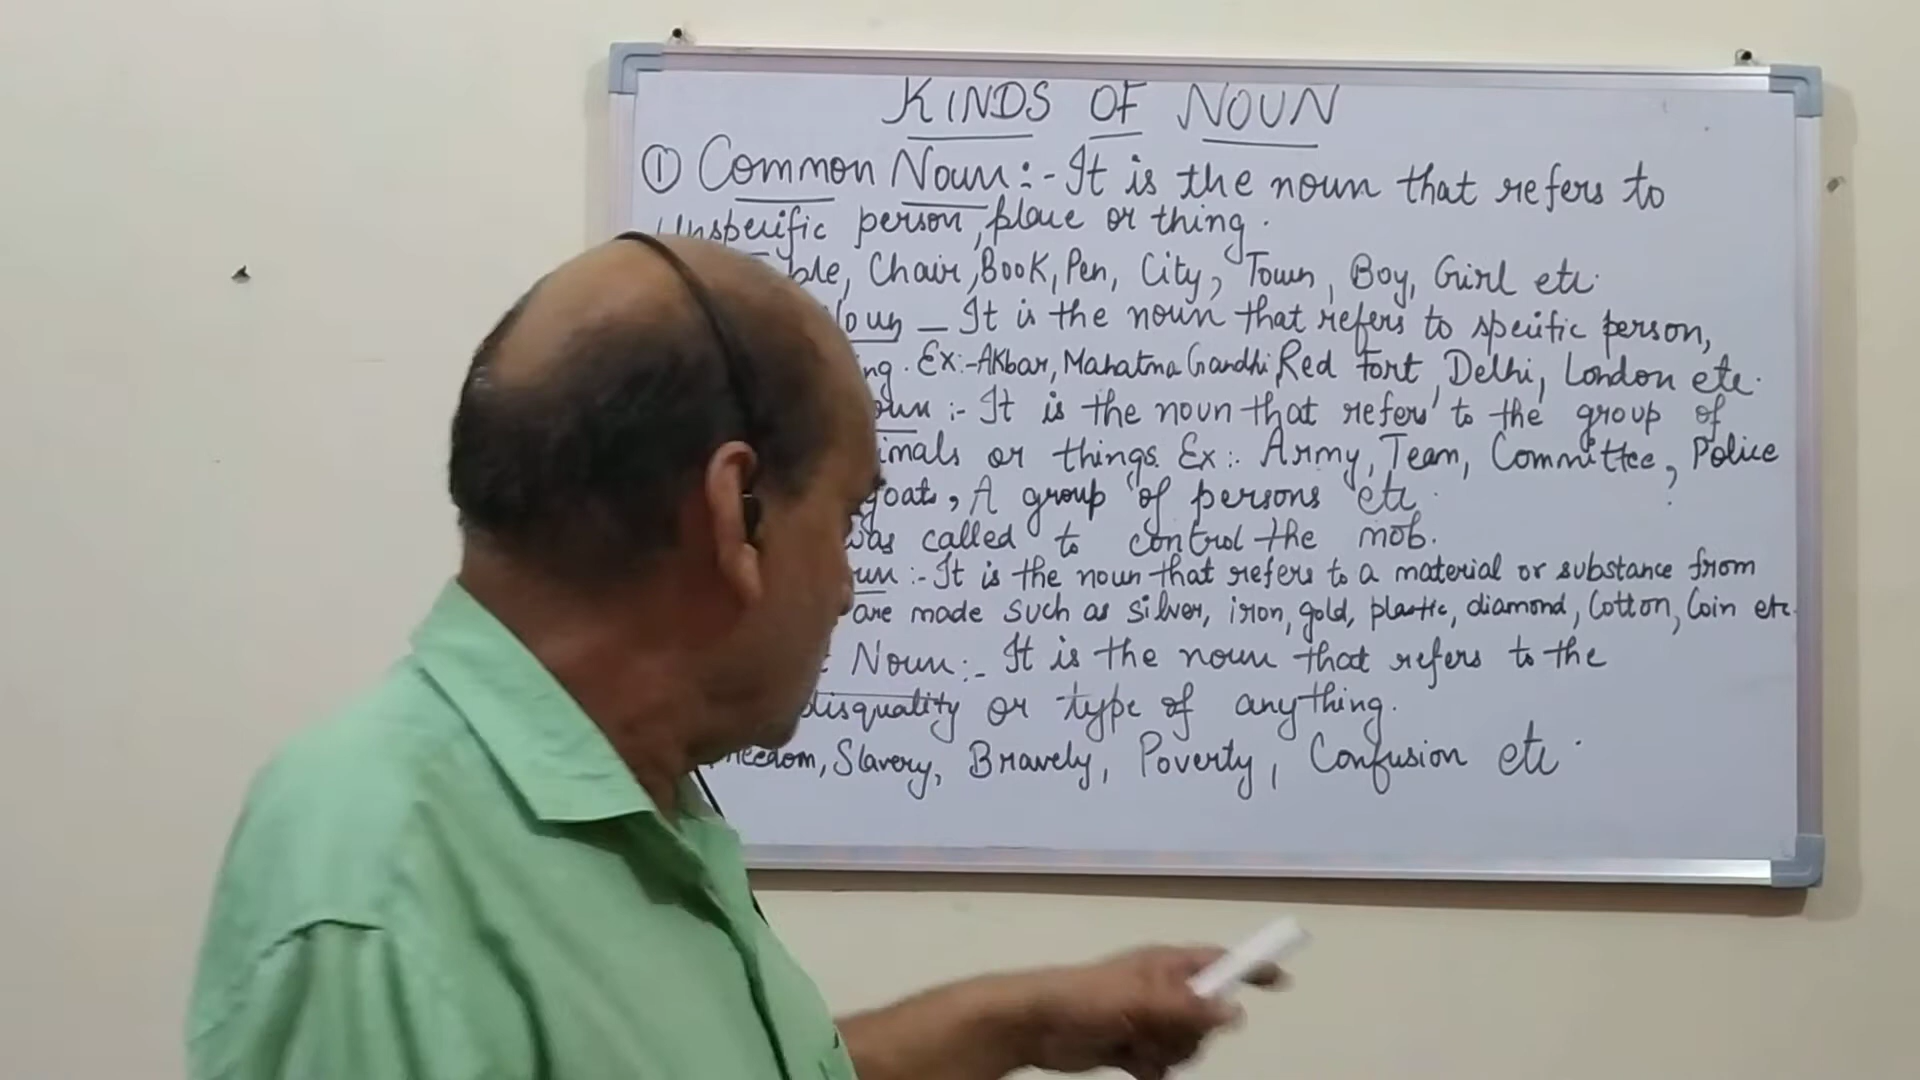 KINDS OF NOUN
① Common Noun :- It is the noun that refers to
Unspecific person, place or thing.
Chair, Book, Pen, City, Town, Boy, Girl etc.
Noun — It is the noun that refers to specific person,
Ex:- Akbar, Mahatma Gandhi, Red Fort, Delhi, London etc.
:- It is the noun that refers to the group of
or things. Ex:. Army, Team, Committee, Police
goats, A group of persons etc.
was called to control the mob.
:- It is the noun that refers to a material or substance from
are made such as silver, iron, gold, plastic, diamond, Cotton, Coin etc.
Noun :- It is the noun that refers to the
disquality or type of anything.
Slavery, Bravely, Poverty, Confusion etc.